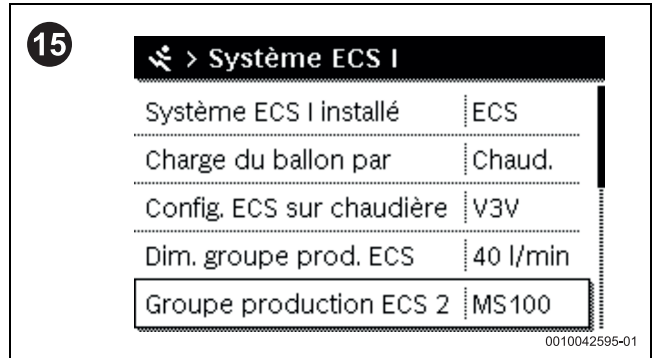 15
> Système ECS I
Système ECS I installé ECS
Charge du ballon par Chaud.
Config. ECS sur chaudière V3V
Dim. groupe prod. ECS 40 l/min
Groupe production ECS 2 MS100
0010042595-01